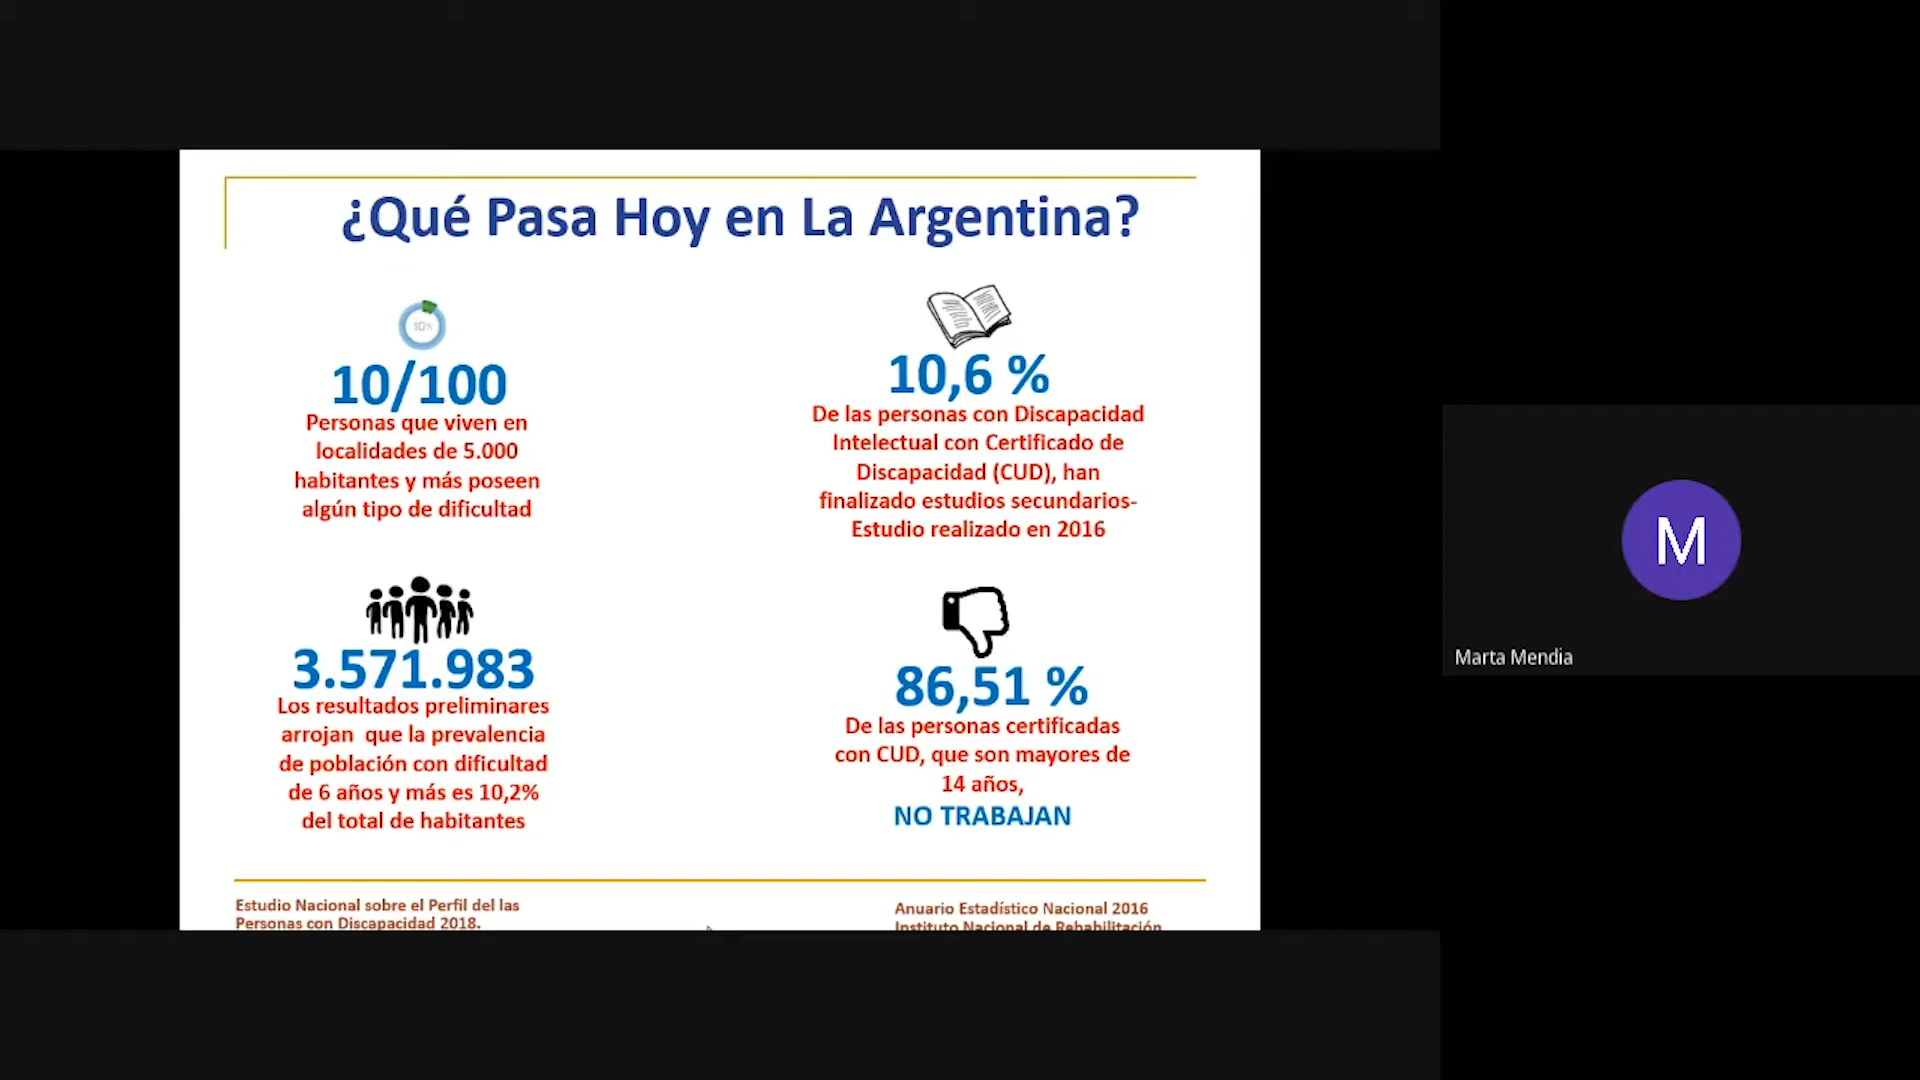 ¿Qué Pasa Hoy en La Argentina?
10%
10/100
Personas que viven en
localidades de 5.000
habitantes y más poseen
algún tipo de dificultad
10,6 %
De las personas con Discapacidad
Intelectual con Certificado de
Discapacidad (CUD), han
finalizado estudios secundarios-
Estudio realizado en 2016
3.571.983
Los resultados preliminares
arrojan que la prevalencia
de población con dificultad
de 6 años y más es 10,2%
del total de habitantes
86,51 %
De las personas certificadas
con CUD, que son mayores de
14 años,
NO TRABAJAN
Estudio Nacional sobre el Perfil del las
Personas con Discapacidad 2018.
Anuario Estadístico Nacional 2016
Instituto Nacional de Rehabilitación
M
Marta Mendia